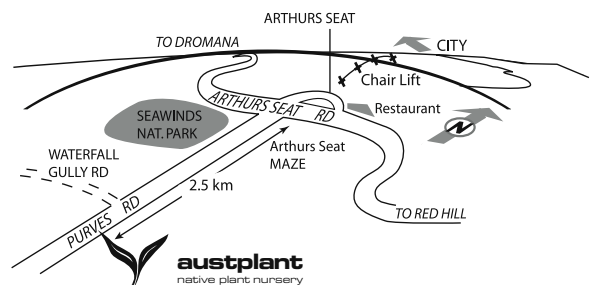 ARTHURS SEAT
TO DROMANA
CITY
Chair Lift
ARTHURS SEAT RD
Restaurant
SEAWINDS
NAT. PARK
N
Arthurs Seat
MAZE
WATERFALL
GULLY RD
2.5 km
PURVES RD
TO RED HILL
austplant
native plant nursery